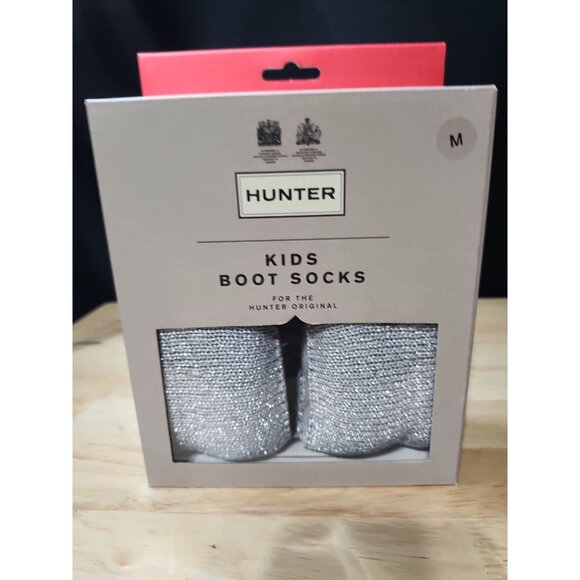 M
HUNTER
KIDS
BOOT SOCKS
FOR THE
HUNTER ORIGINAL